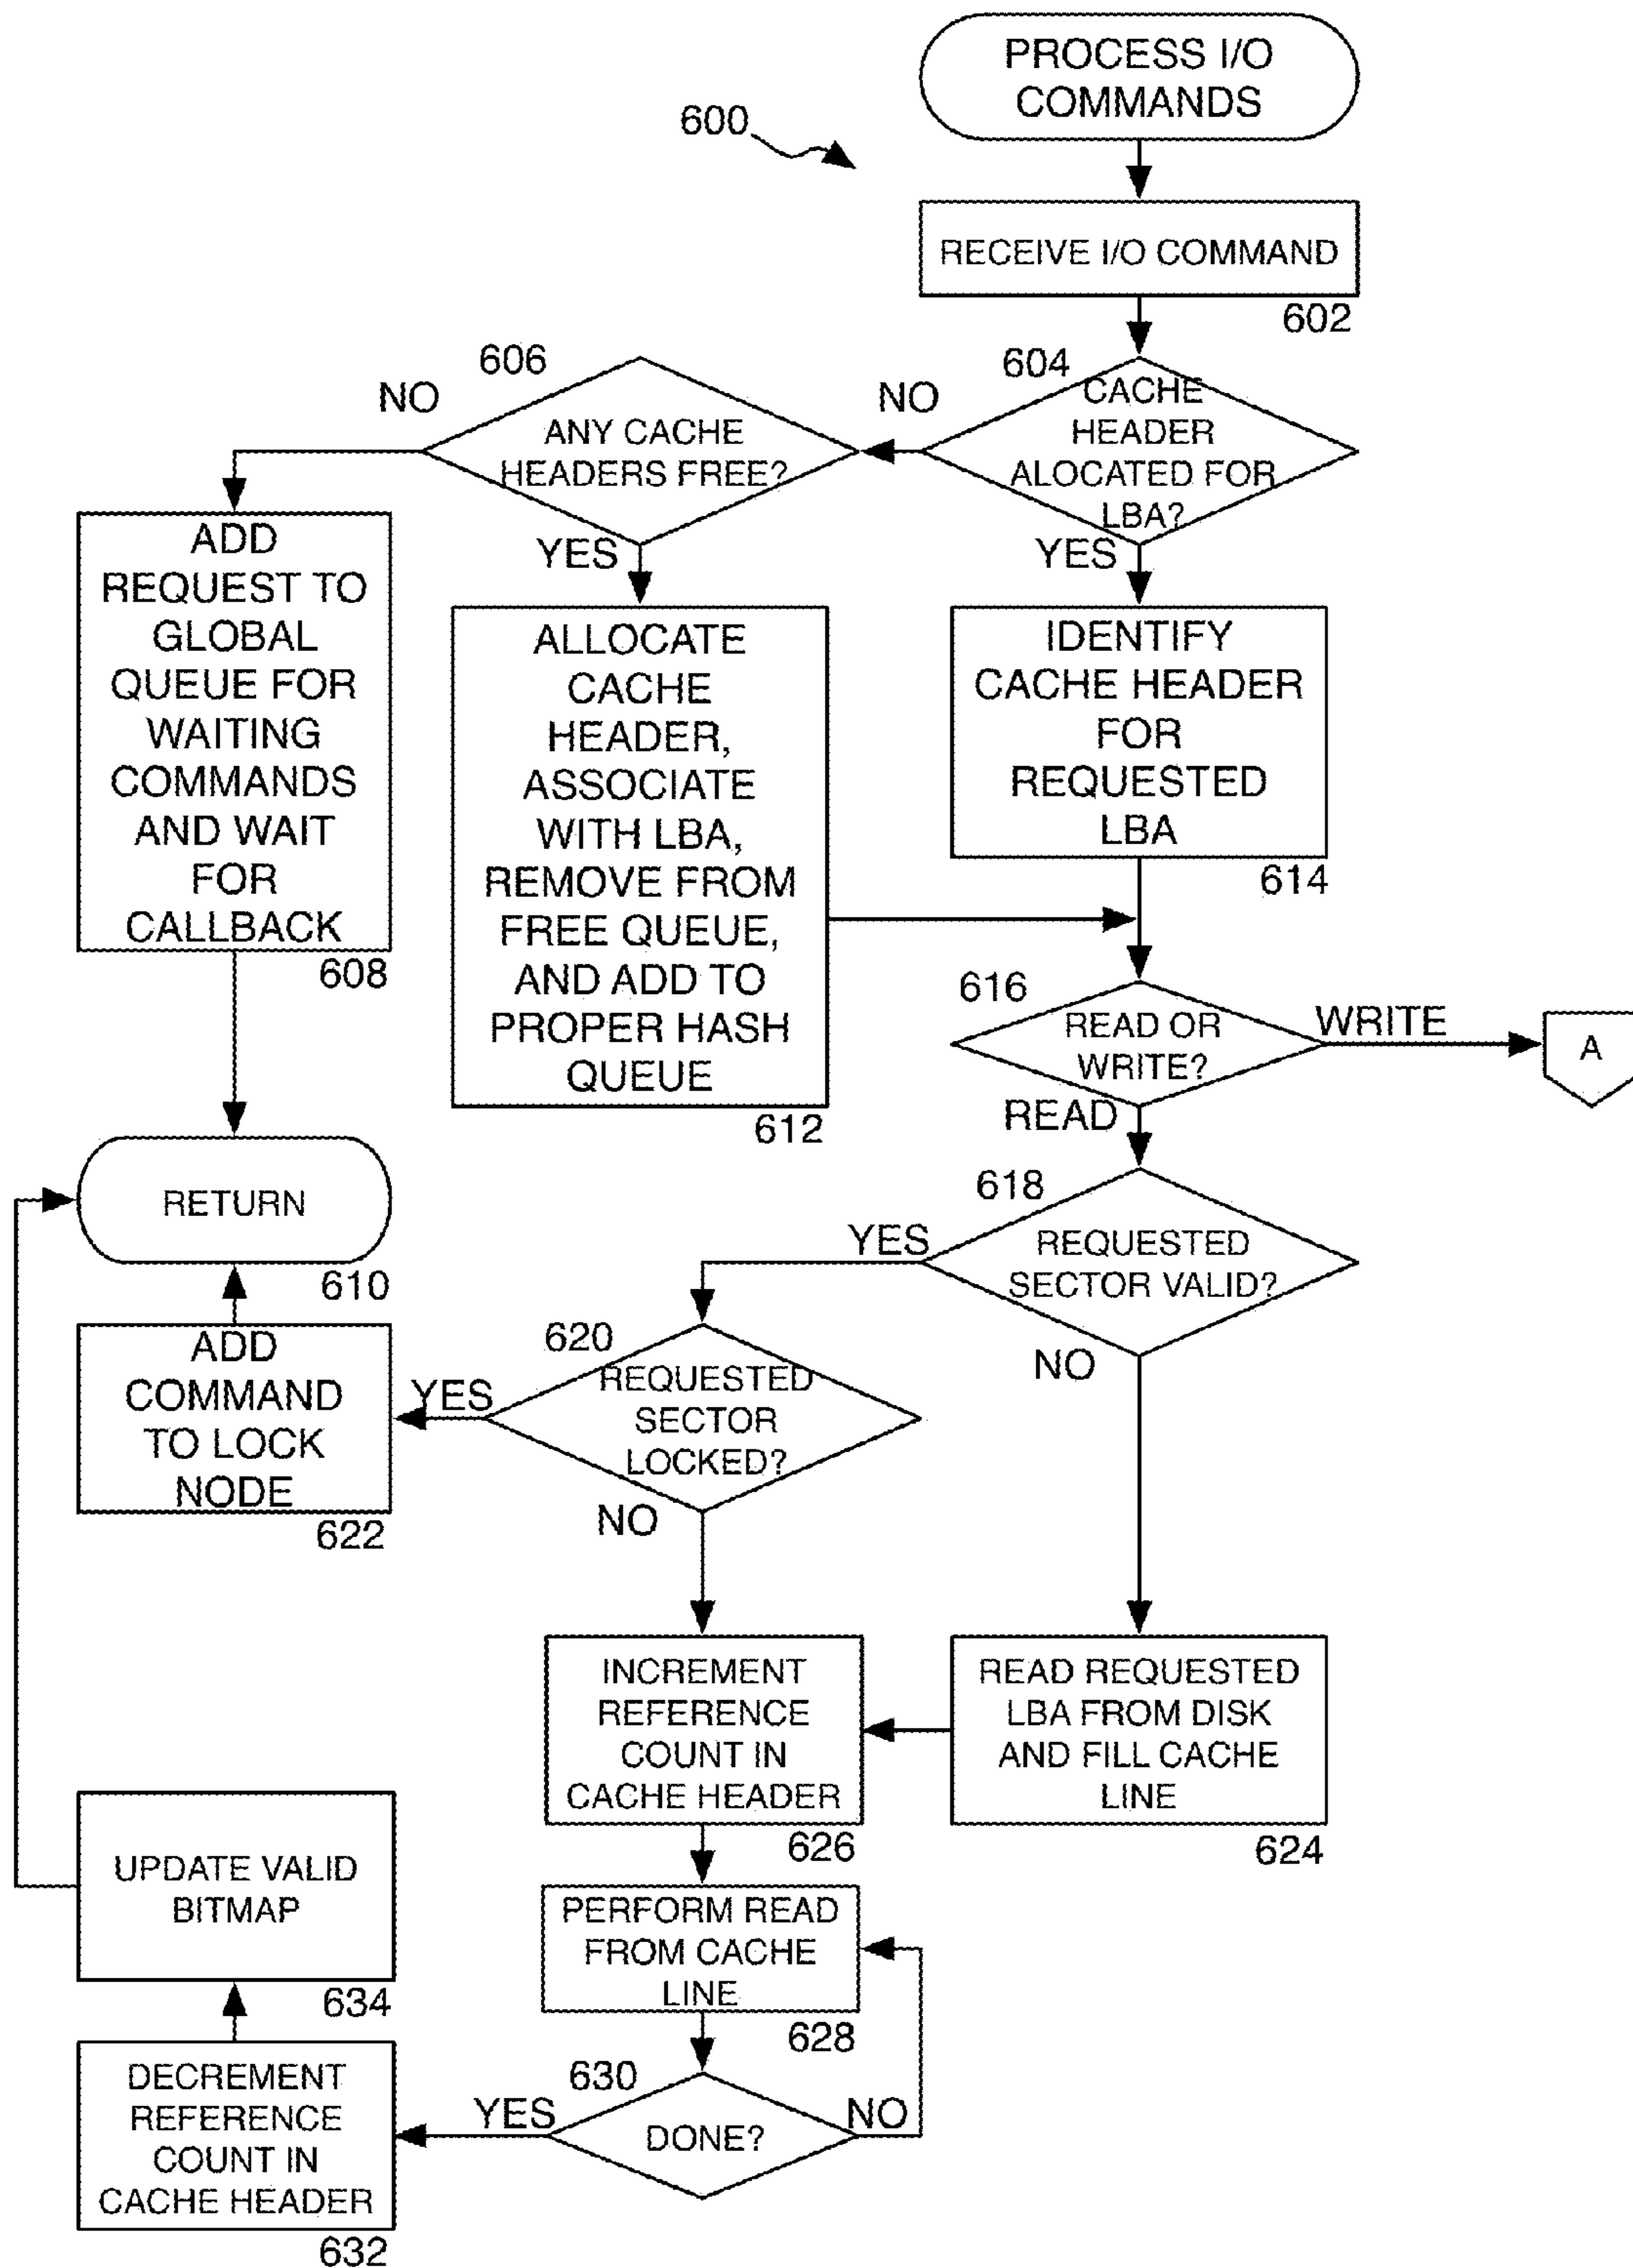 PROCESS I/O
COMMANDS
600
RECEIVE I/O COMMAND
602
604
CACHE
HEADER
ALOCATED FOR
LBA?
NO
YES
606
ANY CACHE
HEADERS FREE?
NO
YES
ADD
REQUEST TO
GLOBAL
QUEUE FOR
WAITING
COMMANDS
AND WAIT
FOR
CALLBACK
608
ALLOCATE
CACHE
HEADER,
ASSOCIATE
WITH LBA,
REMOVE FROM
FREE QUEUE,
AND ADD TO
PROPER HASH
QUEUE
612
IDENTIFY
CACHE HEADER
FOR
REQUESTED
LBA
614
616
READ OR
WRITE?
WRITE
A
READ
RETURN
610
618
REQUESTED
SECTOR VALID?
YES
NO
620
REQUESTED
SECTOR
LOCKED?
YES
NO
ADD
COMMAND
TO LOCK
NODE
622
INCREMENT
REFERENCE
COUNT IN
CACHE HEADER
626
READ REQUESTED
LBA FROM DISK
AND FILL CACHE
LINE
624
PERFORM READ
FROM CACHE
LINE
628
630
DONE?
YES
NO
UPDATE VALID
BITMAP
634
DECREMENT
REFERENCE
COUNT IN
CACHE HEADER
632